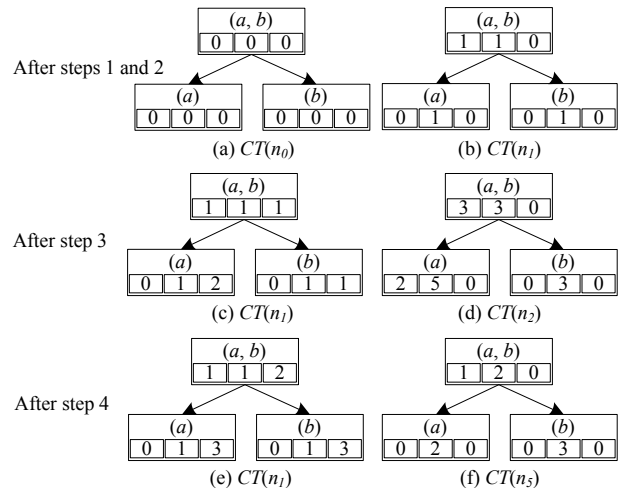 (a, b) (a, b)
0 0 0 1 1 0
After steps 1 and 2
(a) (b) (a) (b)
0 0 0 0 0 0 0 1 0 0 1 0
(a) CT(n₀) (b) CT(n₁)
(a, b) (a, b)
1 1 1 3 3 0
After step 3
(a) (b) (a) (b)
0 1 2 0 1 1 2 5 0 0 3 0
(c) CT(n₁) (d) CT(n₂)
(a, b) (a, b)
1 1 2 1 2 0
After step 4
(a) (b) (a) (b)
0 1 3 0 1 3 0 2 0 0 3 0
(e) CT(n₁) (f) CT(n₅)